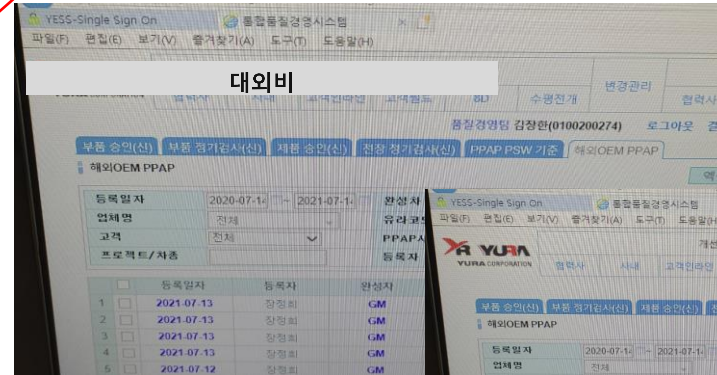 YESS-Single Sign On
통합품질경영시스템
파일(F) 편집(E) 보기(V) 즐겨찾기(A) 도구(T) 도움말(H)
대외비
변경관리
8D 수평전개 협력사
품질경영팀 김장한(0100200274) 로그아웃
부품 승인(신) 부품 정기검사(신) 제품 승인(신) 전장 정기검사(신) PPAP PSW 기준 해외OEM PPAP
해외OEM PPAP
등록일자 2020-07-14 ~ 2021-07-1 완성차
업체명 전체
고객 전체 PPAP
프로젝트/차종 등록자
등록일자 등록자 완성차
1 2021-07-13 장정희 GM
2 2021-07-13 장정희 GM
3 2021-07-13 장정희 GM
4 2021-07-13 장정희 GM
5 2021-07-12 장정희 GM
YESS-Single Sign On
통합품질경영시스템
파일(F) 편집(E) 보기(V) 즐겨찾기(A) 도구(T) 도움말(H)
YURA
YURA CORPORATION
협력사 사내 고객라인
부품 승인(신) 부품 정기검사(신) 제품 승인(신)
해외OEM PPAP
등록일자 2020-07-14 ~ 2021-07-1
업체명 전체